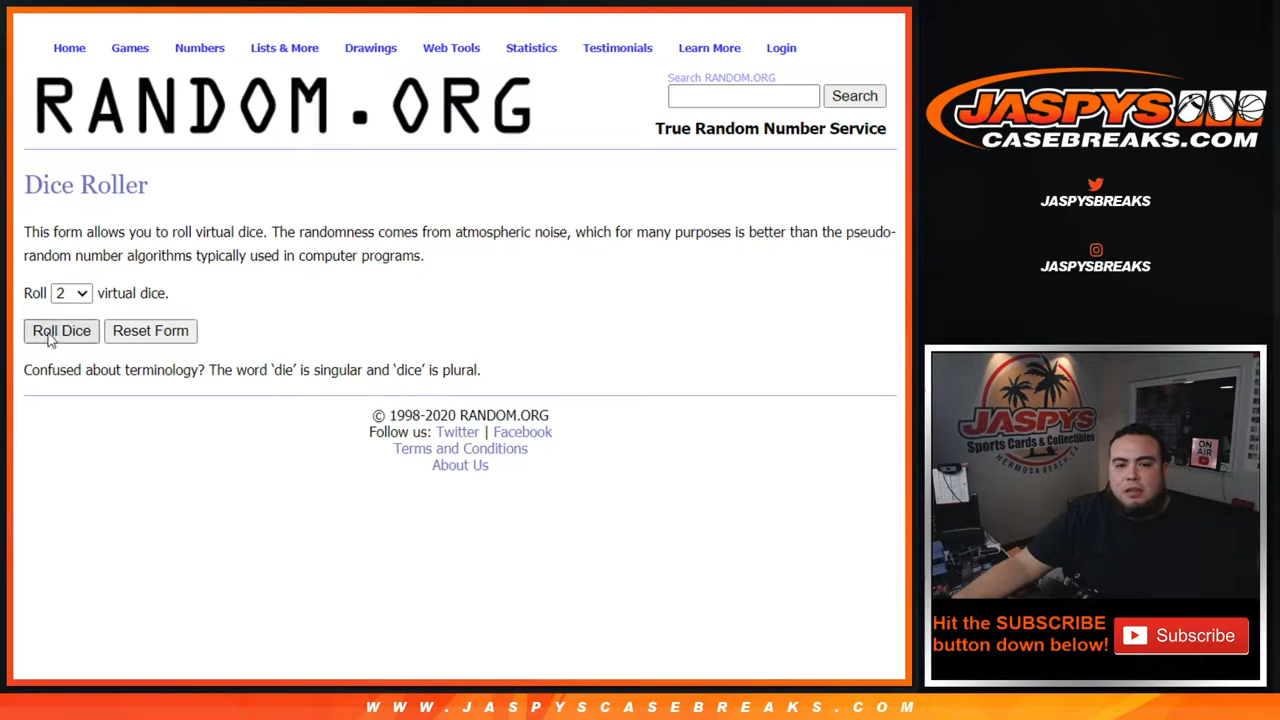 Home Games Numbers Lists & More Drawings Web Tools Statistics Testimonials Learn More Login
RANDOM.ORG
Search RANDOM.ORG
Search
True Random Number Service
Dice Roller
This form allows you to roll virtual dice. The randomness comes from atmospheric noise, which for many purposes is better than the pseudo-
random number algorithms typically used in computer programs.
Roll 2 virtual dice.
Roll Dice Reset Form
Confused about terminology? The word ‘die’ is singular and ‘dice’ is plural.
© 1998-2020 RANDOM.ORG
Follow us: Twitter | Facebook
Terms and Conditions
About Us
JASPYS
CASEBREAKS.COM
JASPYSBREAKS
JASPYSBREAKS
JASPYS
Sports Cards & Collectibles
HERMOSA BEACH, CA
ON
AIR
Hit the SUBSCRIBE
button down below!
Subscribe
WWW.JASPYSCASEBREAKS.COM